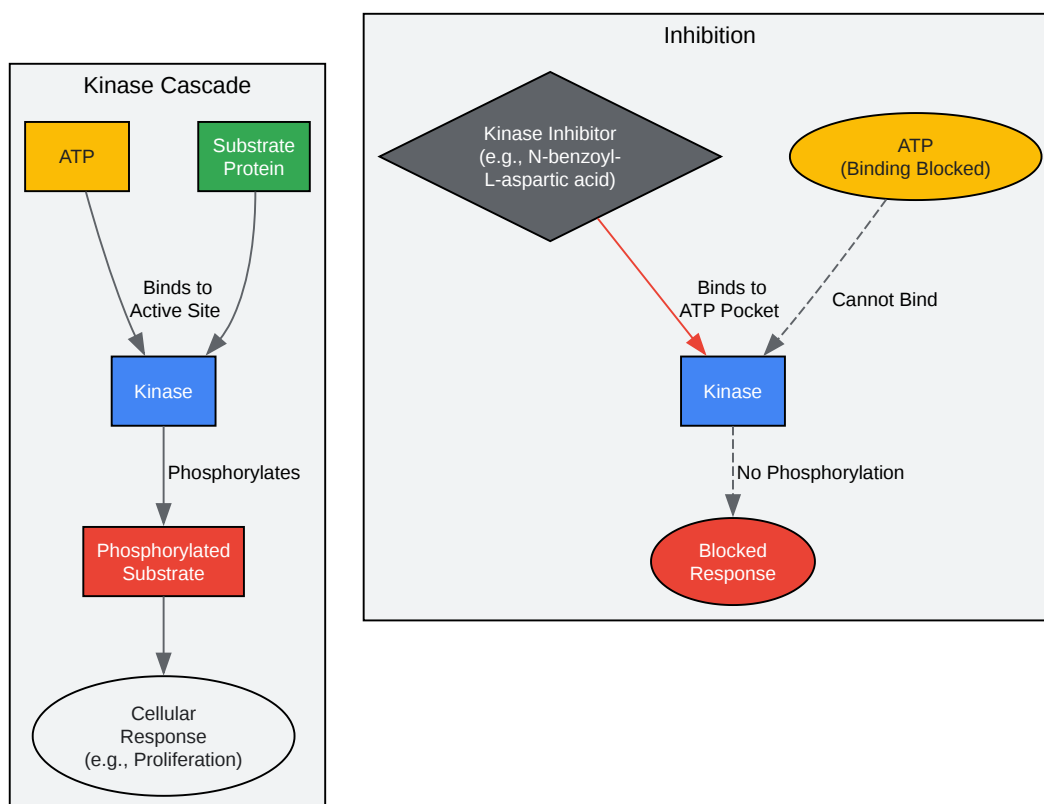 Kinase Cascade
ATP
Substrate
Protein
Binds to
Active Site
Kinase
Phosphorylates
Phosphorylated
Substrate
Cellular
Response
(e.g., Proliferation)
Inhibition
Kinase Inhibitor
(e.g., N-benzoyl-
L-aspartic acid)
ATP
(Binding Blocked)
Binds to
ATP Pocket
Cannot Bind
Kinase
No Phosphorylation
Blocked
Response